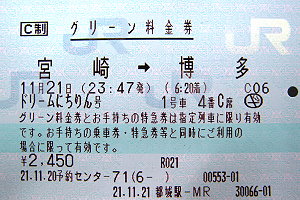 C制 グリーン料金券
宮崎 → 博多
11月21日 (23:47発) (6:20着) C06
ドリームにちりん号 1号車 4番C席
グリーン料金券とお手持ちの特急券は指定列車に限り有効
です。お手持ちの乗車券・特急券等と同時にご利用の
場合に限って有効です。
¥2,450 R021
21.11.20予約センター71(6-) 00553-01
21.11.21 都城駅-MR 30066-01